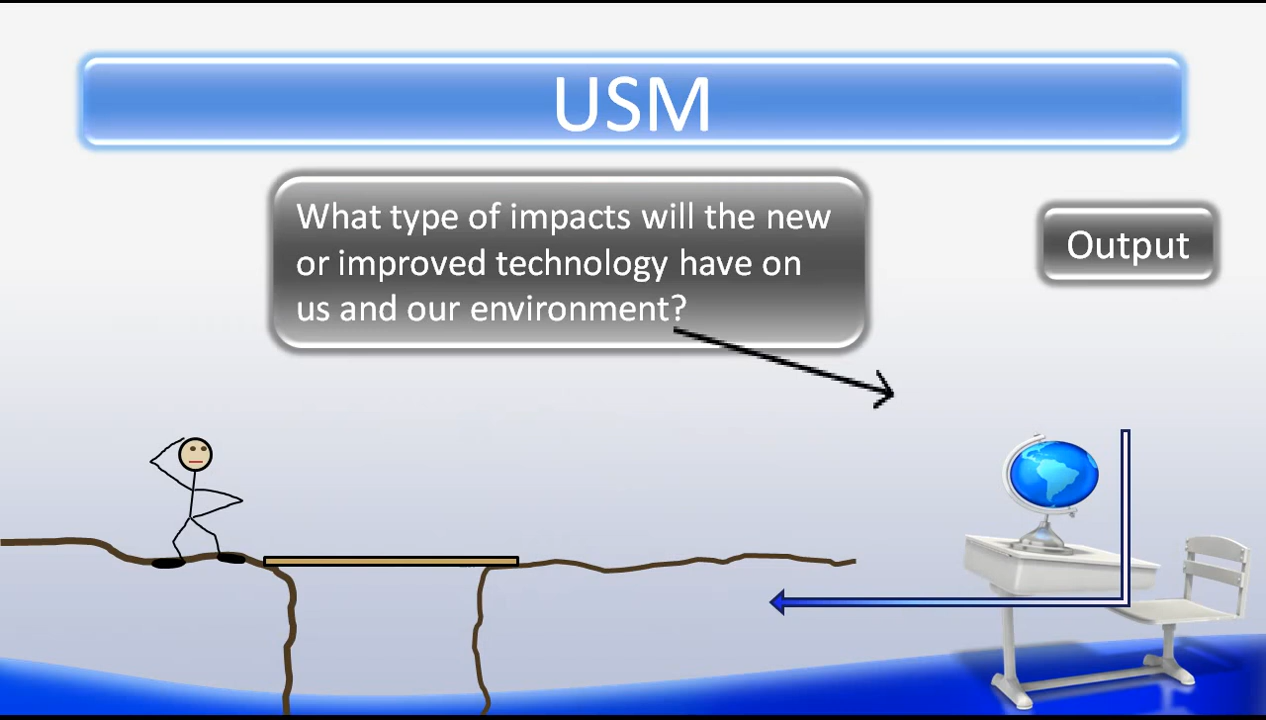 USM
What type of impacts will the new
or improved technology have on
us and our environment?
Output